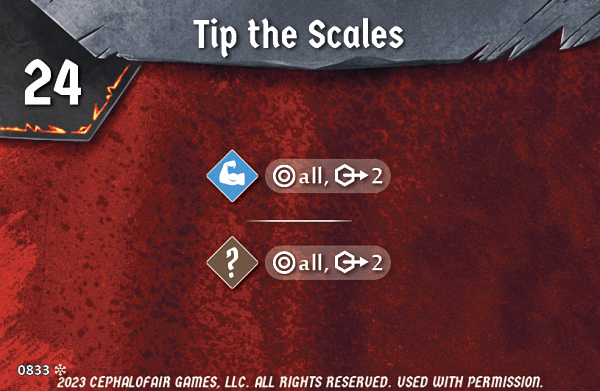 Tip the Scales
24
all, 2
?
all, 2
0833
2023 CEPHALOFAIR GAMES, LLC. ALL RIGHTS RESERVED. USED WITH PERMISSION.